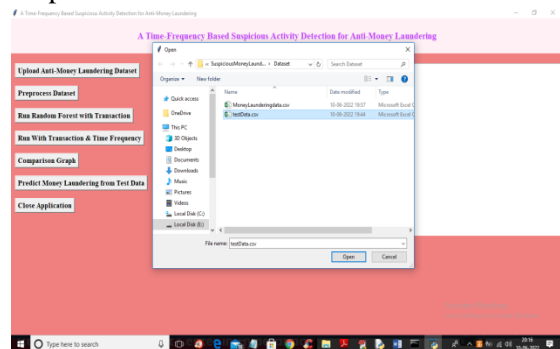 A Time-Frequency Based Suspicious Activity Detection for Anti-Money Laundering
A Time-Frequency Based Suspicious Activity Detection for Anti-Money Laundering
Open
« SuspiciousMoneyLaund... > Dataset
Search Dataset
Organize
New folder
Name
Date modified
Type
Quick access
OneDrive
This PC
3D Objects
Desktop
Documents
Downloads
Music
Pictures
Videos
Local Disk (C:)
Local Disk (E:)
MoneyLaunderingdata.csv
10-06-2022 19:37
Microsoft Excel C
testData.csv
10-06-2022 19:44
Microsoft Excel C
File name:
testData.csv
Open
Cancel
Upload Anti-Money Laundering Dataset
Preprocess Dataset
Run Random Forest with Transaction
Run With Transaction & Time Frequency
Comparison Graph
Predict Money Laundering from Test Data
Close Application
Type here to search
20:16